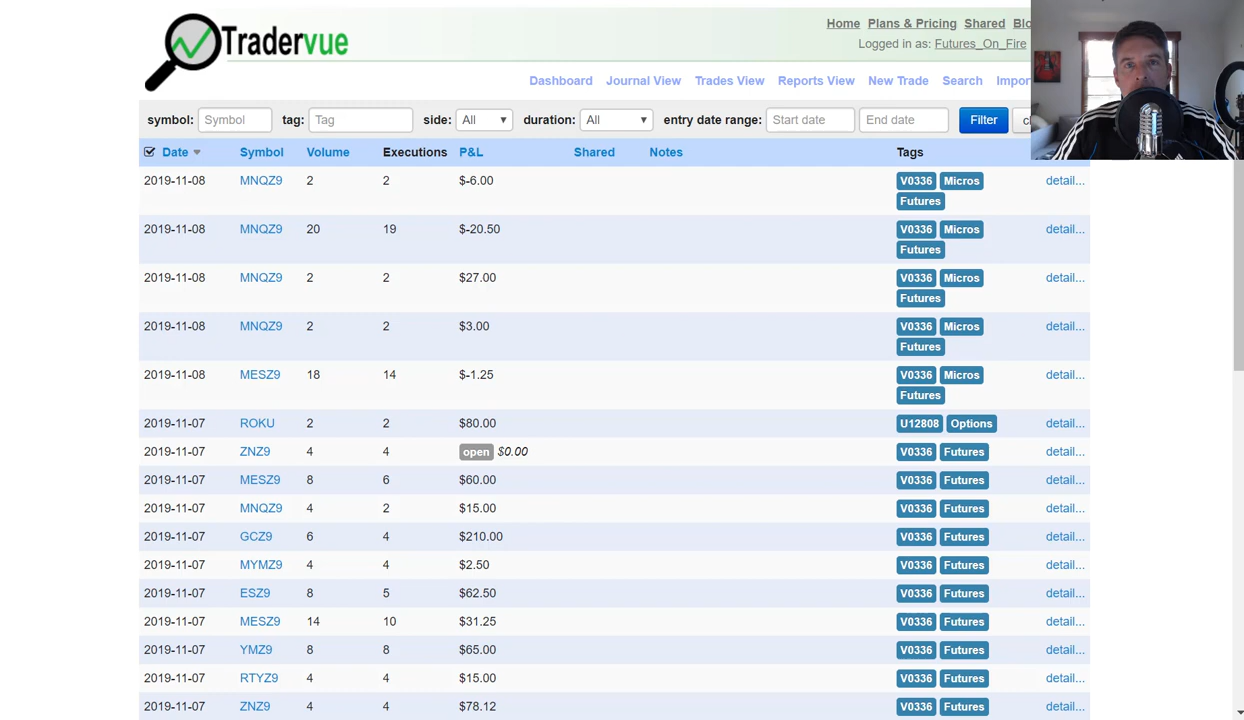 Tradervue
Home Plans & Pricing Shared Blo
Logged in as: Futures_On_Fire
Dashboard Journal View Trades View Reports View New Trade Search Impor
symbol: Symbol tag: Tag side: All duration: All entry date range: Start date End date Filter cl
Date Symbol Volume Executions P&L Shared Notes Tags
2019-11-08 MNQZ9 2 2 $-6.00 V0336 Micros detail...
Futures
2019-11-08 MNQZ9 20 19 $-20.50 V0336 Micros detail...
Futures
2019-11-08 MNQZ9 2 2 $27.00 V0336 Micros detail...
Futures
2019-11-08 MNQZ9 2 2 $3.00 V0336 Micros detail...
Futures
2019-11-08 MESZ9 18 14 $-1.25 V0336 Micros detail...
Futures
2019-11-07 ROKU 2 2 $80.00 U12808 Options detail...
2019-11-07 ZNZ9 4 4 open $0.00 V0336 Futures detail...
2019-11-07 MESZ9 8 6 $60.00 V0336 Futures detail...
2019-11-07 MNQZ9 4 2 $15.00 V0336 Futures detail...
2019-11-07 GCZ9 6 4 $210.00 V0336 Futures detail...
2019-11-07 MYMZ9 4 4 $2.50 V0336 Futures detail...
2019-11-07 ESZ9 8 5 $62.50 V0336 Futures detail...
2019-11-07 MESZ9 14 10 $31.25 V0336 Futures detail...
2019-11-07 YMZ9 8 8 $65.00 V0336 Futures detail...
2019-11-07 RTYZ9 4 4 $15.00 V0336 Futures detail...
2019-11-07 ZNZ9 4 4 $78.12 V0336 Futures detail...